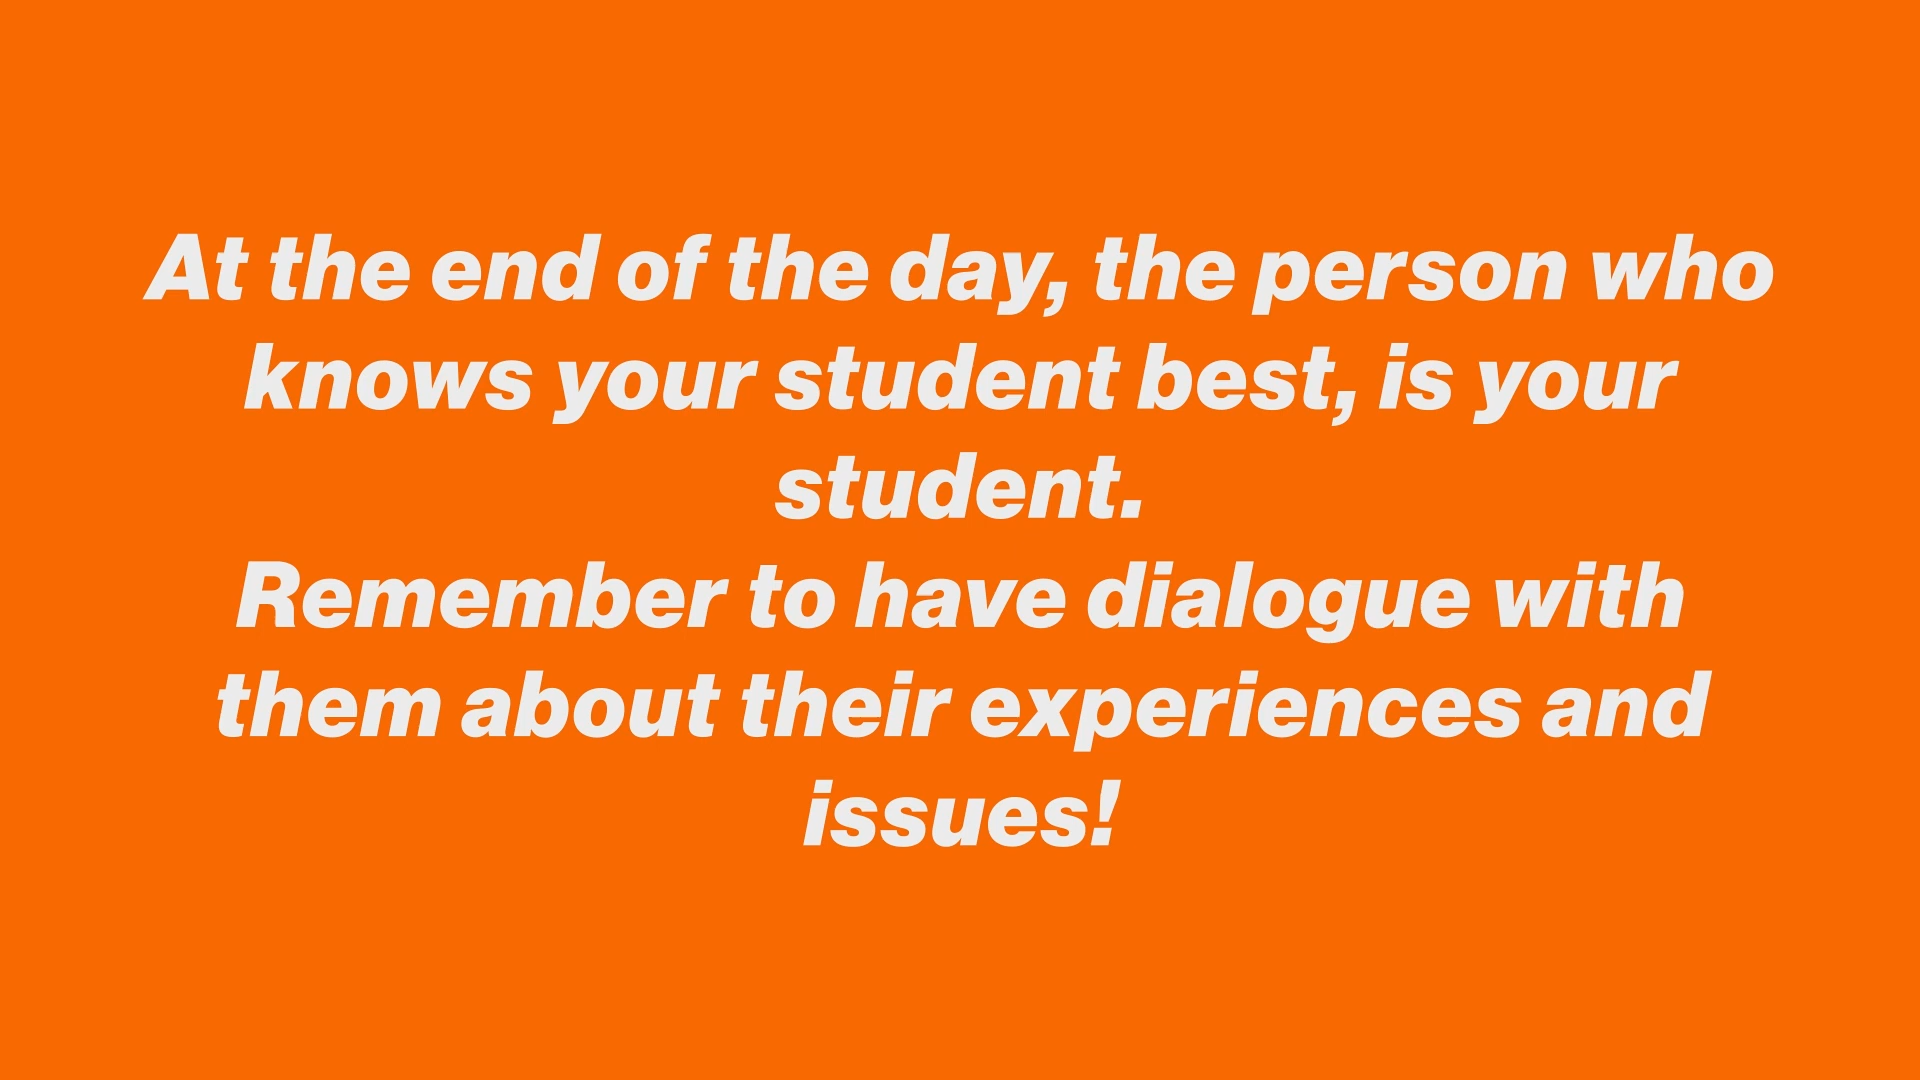 At the end of the day, the person who
knows your student best, is your
student.
Remember to have dialogue with
them about their experiences and
issues!